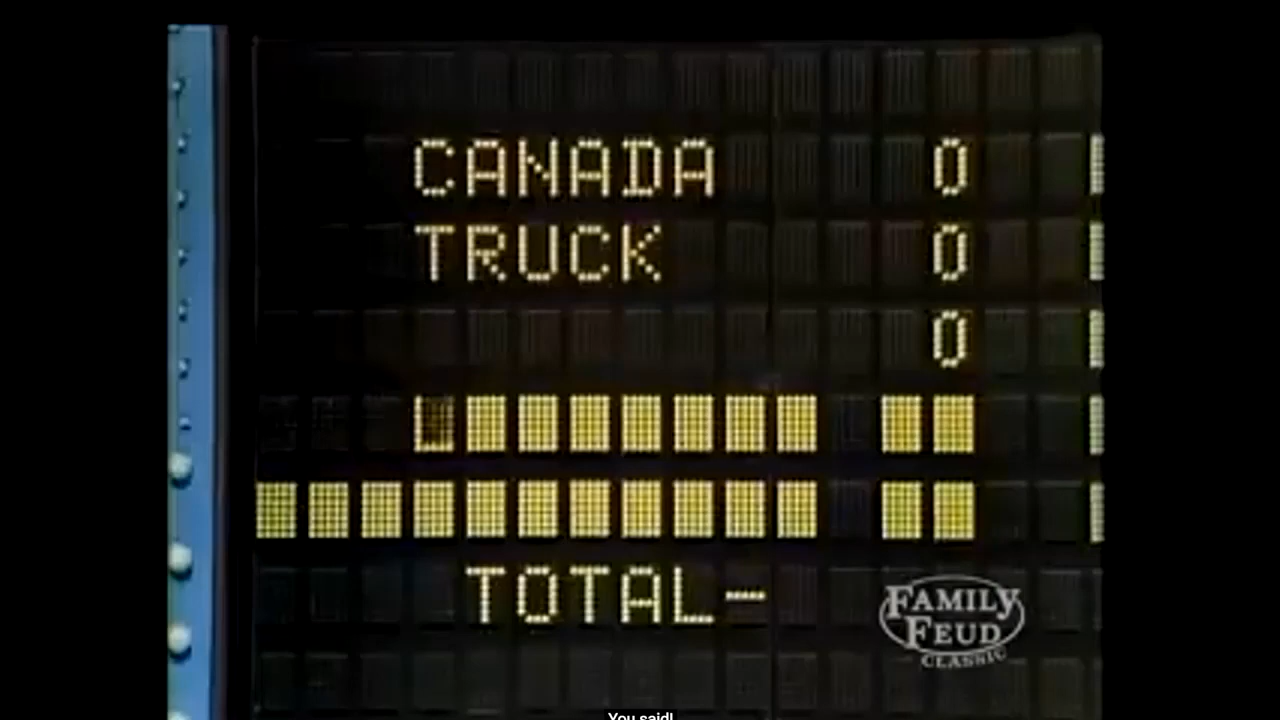 CANADA 0
TRUCK 0
0
TOTAL-
FAMILY
FEUD
CLASSIC
You said!